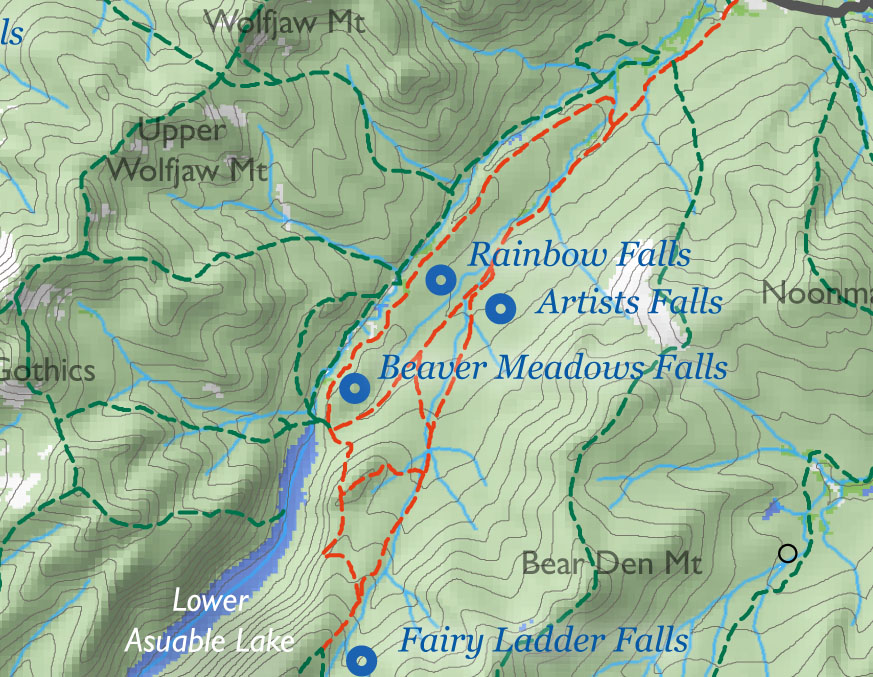 Wolfjaw Mt
ls
Upper
Wolfjaw Mt
Rainbow Falls
Artists Falls
Noonma
Beaver Meadows Falls
Gothics
Bear Den Mt
Lower
Asuable Lake
Fairy Ladder Falls